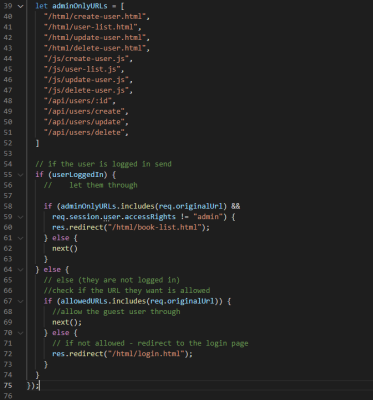 39 let adminOnlyURLs = [
40 "/html/create-user.html",
41 "/html/user-list.html",
42 "/html/update-user.html",
43 "/html/delete-user.html",
44 "/js/create-user.js",
45 "/js/user-list.js",
46 "/js/update-user.js",
47 "/js/delete-user.js",
48 "/api/users/:id",
49 "/api/users/create",
50 "/api/users/update",
51 "/api/users/delete",
52 ]
53
54 // if the user is logged in send
55 if (userLoggedIn) {
56 // let them through
57
58 if (adminOnlyURLs.includes(req.originalUrl) &&
59 req.session.user.accessRights != "admin") {
60 res.redirect("/html/book-list.html");
61 } else {
62 next()
63 }
64 } else {
65 // else (they are not logged in)
66 //check if the URL they want is allowed
67 if (allowedURLs.includes(req.originalUrl)) {
68 //allow the guest user through
69 next();
70 } else {
71 // if not allowed - redirect to the login page
72 res.redirect("/html/login.html");
73 }
74 }
75 });
76